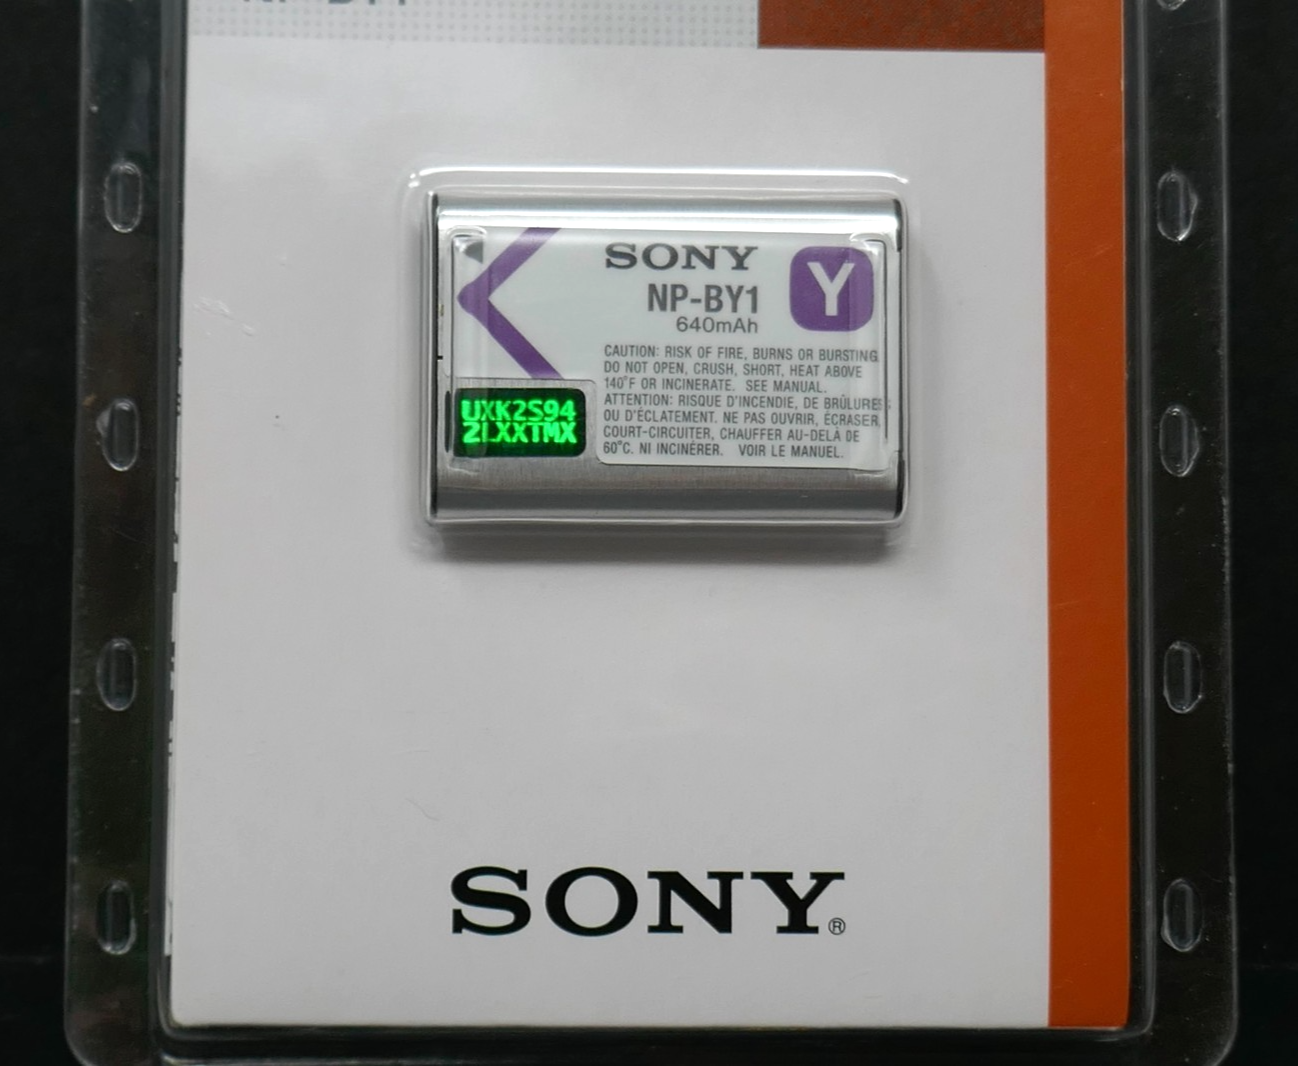 SONY
NP-BY1
640mAh
Y
CAUTION: RISK OF FIRE, BURNS OR BURSTING.
DO NOT OPEN, CRUSH, SHORT, HEAT ABOVE
140°F OR INCINERATE. SEE MANUAL.
ATTENTION: RISQUE D'INCENDIE, DE BRÛLURES
OU D'ÉCLATEMENT. NE PAS OUVRIR, ÉCRASER,
COURT-CIRCUITER, CHAUFFER AU-DELÀ DE
60°C. NI INCINÉRER. VOIR LE MANUEL.
UXK2S94
2LXXTMX
SONY®